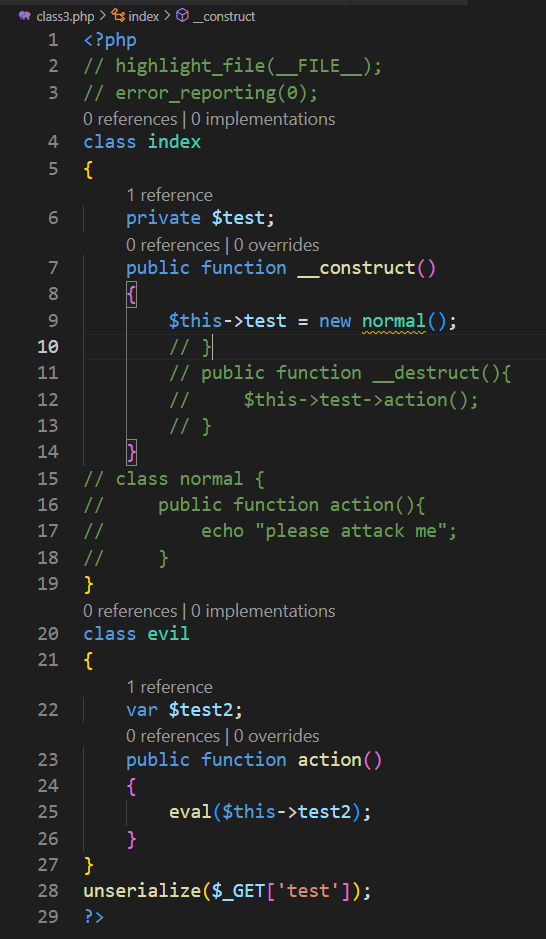 class3.php > index > __construct
1 <?php
2 // highlight_file(__FILE__);
3 // error_reporting(0);
0 references | 0 implementations
4 class index
5 {
1 reference
6     private $test;
0 references | 0 overrides
7     public function __construct()
8     {
9         $this->test = new normal();
10         // }
11         // public function __destruct(){
12         //     $this->test->action();
13         // }
14     }
15 // class normal {
16 //     public function action(){
17 //         echo "please attack me";
18 //     }
19 }
0 references | 0 implementations
20 class evil
21 {
1 reference
22     var $test2;
0 references | 0 overrides
23     public function action()
24     {
25         eval($this->test2);
26     }
27 }
28 unserialize($_GET['test']);
29 ?>